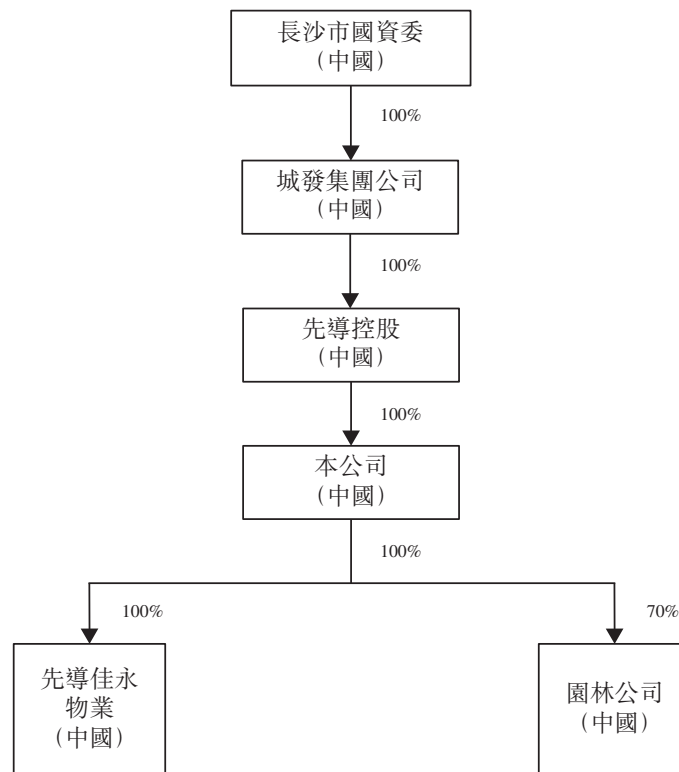 長沙市國資委
（中國）
100%
城發集團公司
（中國）
100%
先導控股
（中國）
100%
本公司
（中國）
100%
100%
70%
先導佳永
物業
（中國）
園林公司
（中國）